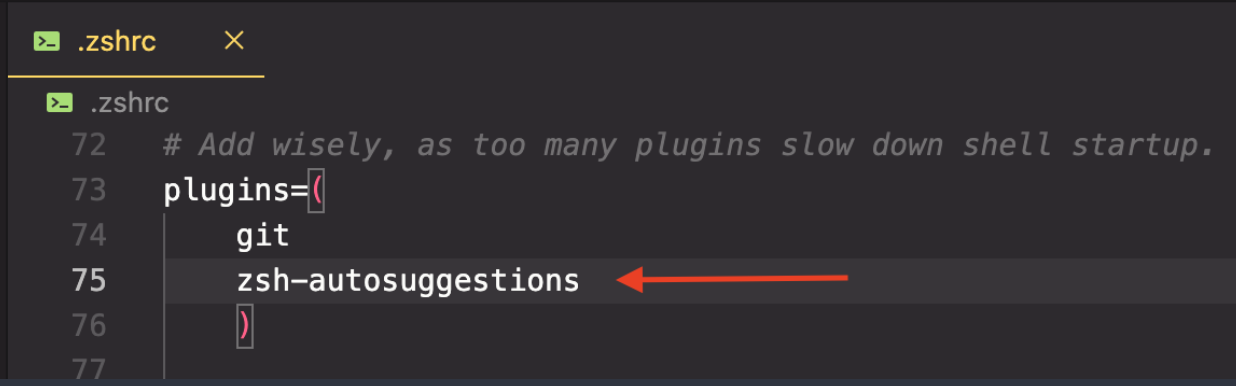 .zshrc
.zshrc
72 # Add wisely, as too many plugins slow down shell startup.
73 plugins=(
74 git
75 zsh-autosuggestions
76 )
77